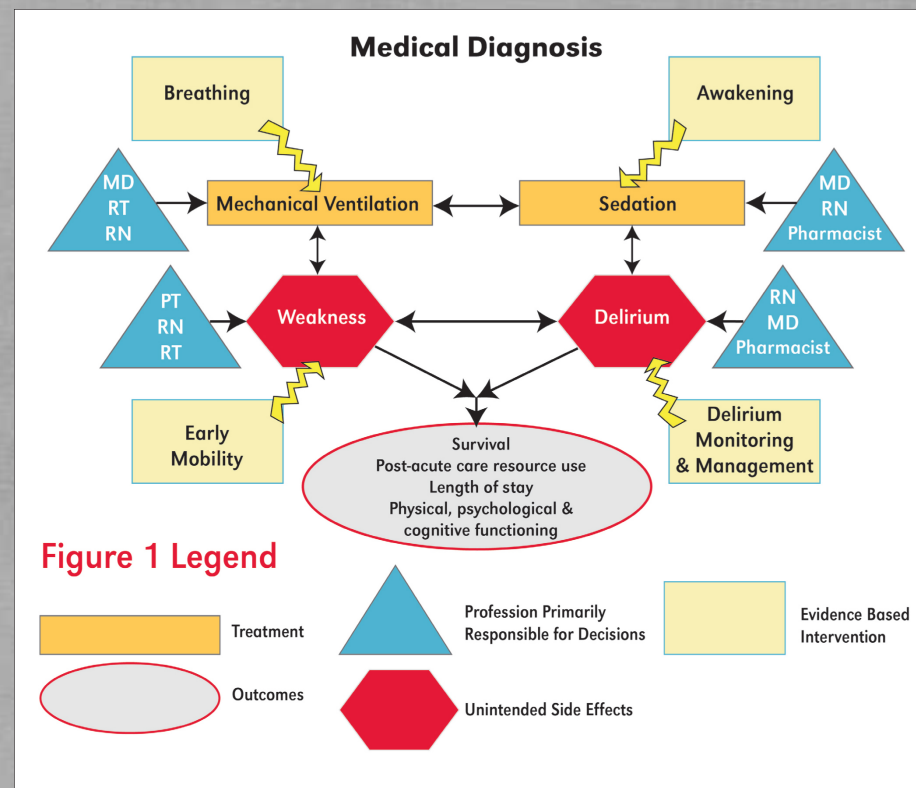 Medical Diagnosis
Breathing
Awakening
MD
RT
RN
Mechanical Ventilation
Sedation
MD
RN
Pharmacist
PT
RN
RT
Weakness
Delirium
RN
MD
Pharmacist
Early
Mobility
Survival
Post-acute care resource use
Length of stay
Physical, psychological &
cognitive functioning
Delirium
Monitoring
& Management
Figure 1 Legend
Treatment
Profession Primarily
Responsible for Decisions
Evidence Based
Intervention
Outcomes
Unintended Side Effects